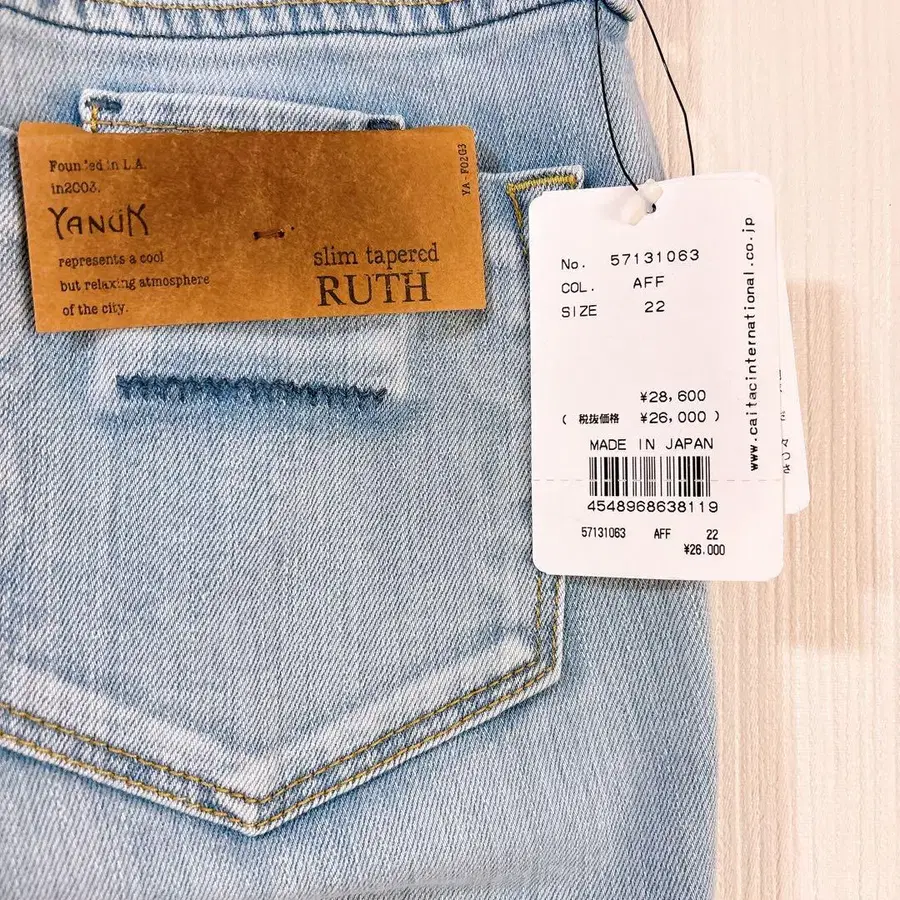 Founded in L.A.
in2003.
YANUK
represents a cool
but relaxing atmosphere
of the city.
slim tapered
RUTH
YA-F02G3
No. 57131063
COL. AFF
SIZE 22
¥28,600
( 税抜価格 ¥26,000 )
MADE IN JAPAN
4548968638119
57131063 AFF 22
¥26.000
www.caitacinternational.co.jp